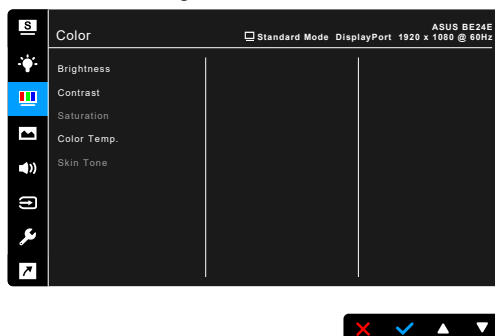 S
Color
ASUS BE24E
Standard Mode DisplayPort 1920 x 1080 @ 60Hz
Brightness
Contrast
Saturation
Color Temp.
Skin Tone